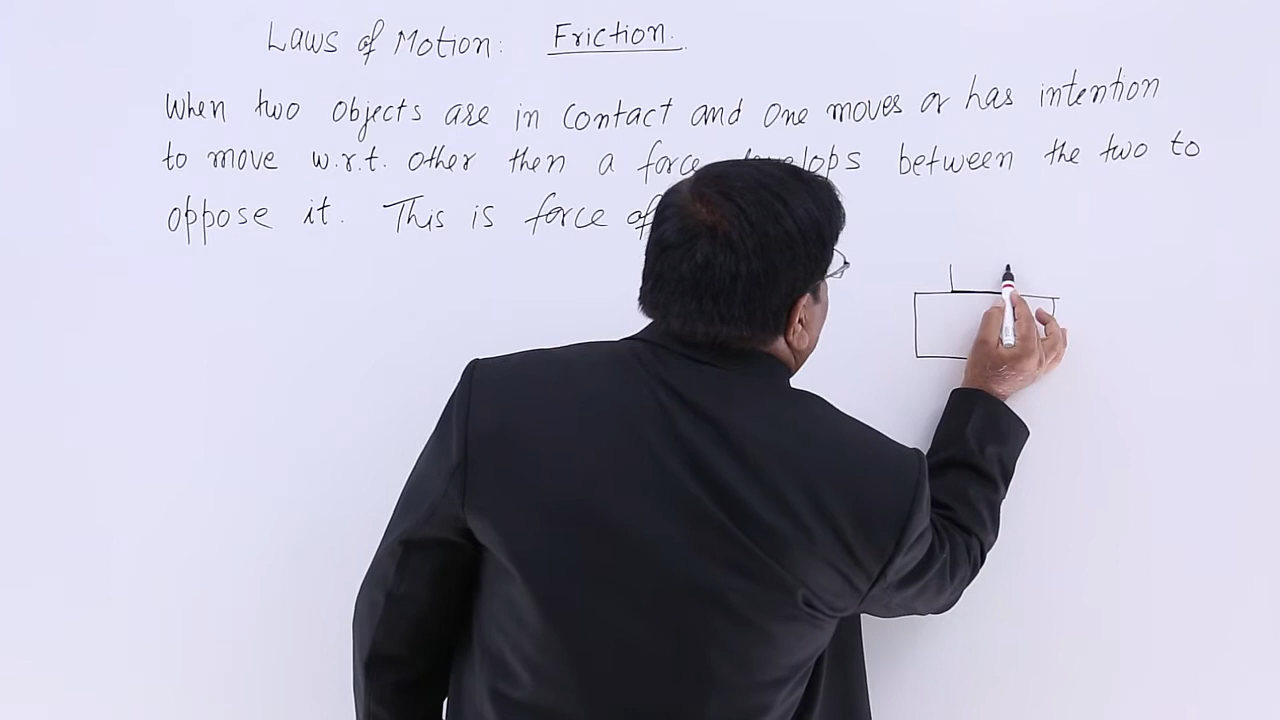 Laws of Motion: Friction.
When two objects are in contact and one moves or has intention
to move w.r.t. other then a force develops between the two to
oppose it. This is force of